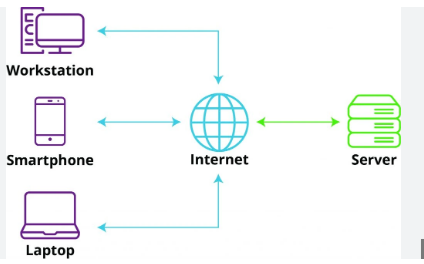 Workstation
Smartphone
Internet
Server
Laptop